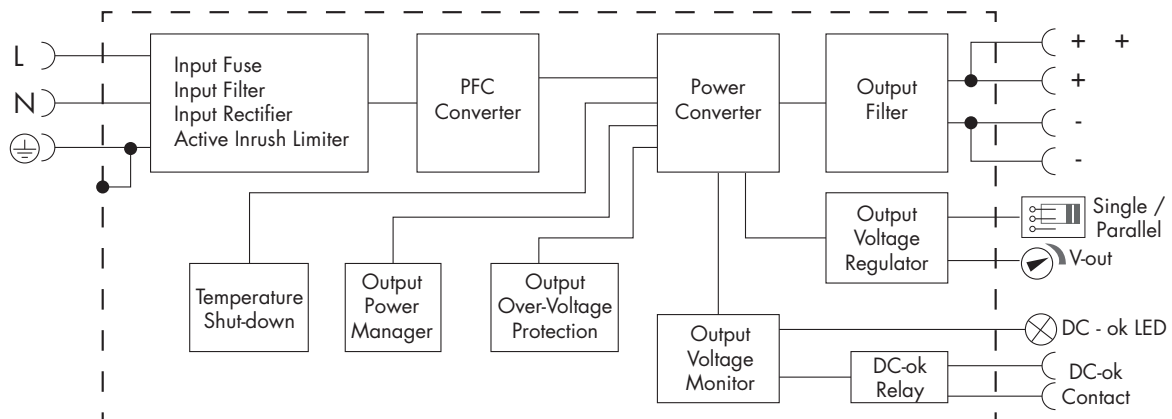 L
N
Input Fuse
Input Filter
Input Rectifier
Active Inrush Limiter
PFC
Converter
Power
Converter
Output
Filter
+ +
+
-
-
Output
Voltage
Regulator
Single /
Parallel
V-out
Temperature
Shut-down
Output
Power
Manager
Output
Over-Voltage
Protection
Output
Voltage
Monitor
DC-ok
Relay
DC - ok LED
DC-ok
Contact